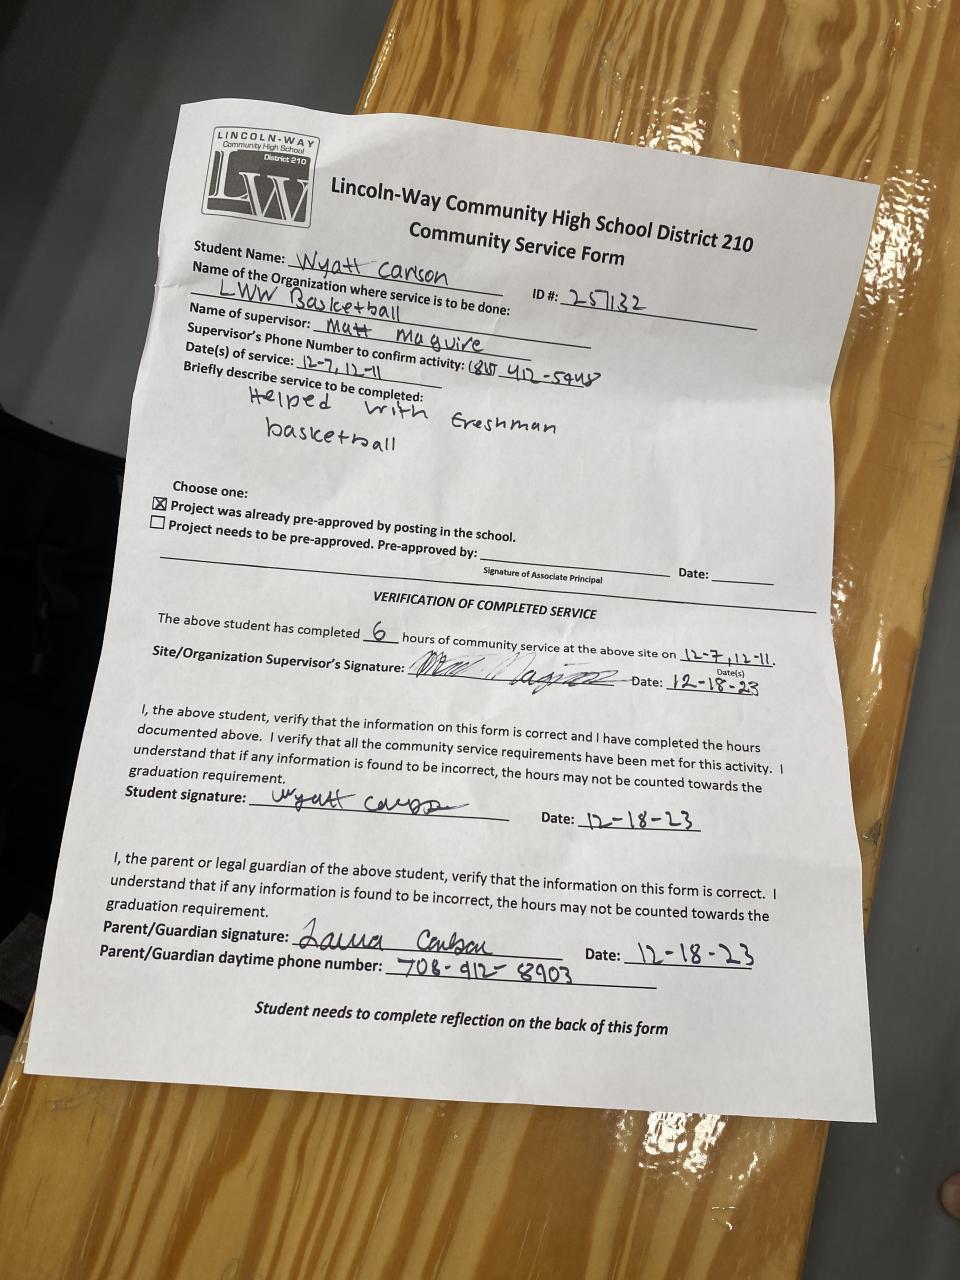 LINCOLN-WAY
Community High School
District 210
LW
Lincoln-Way Community High School District 210
Community Service Form
Student Name: Wyatt Carlson
ID #: 257132
Name of the Organization where service is to be done:
LWW Basketball
Name of supervisor: Matt Maguire
Supervisor's Phone Number to confirm activity: (815 412-5448
Date(s) of service: 12-7, 12-11
Briefly describe service to be completed:
Helped with Freshman
basketball
Choose one:
☒ Project was already pre-approved by posting in the school.
☐ Project needs to be pre-approved. Pre-approved by: Date:
Signature of Associate Principal
VERIFICATION OF COMPLETED SERVICE
The above student has completed 6 hours of community service at the above site on 12-7, 12-11.
Date(s)
Site/Organization Supervisor's Signature: Date: 12-18-23
I, the above student, verify that the information on this form is correct and I have completed the hours
documented above. I verify that all the community service requirements have been met for this activity. I
understand that if any information is found to be incorrect, the hours may not be counted towards the
graduation requirement.
Student signature: Wyatt Date: 12-18-23
I, the parent or legal guardian of the above student, verify that the information on this form is correct. I
understand that if any information is found to be incorrect, the hours may not be counted towards the
graduation requirement.
Parent/Guardian signature: Laura Carlson Date: 12-18-23
Parent/Guardian daytime phone number: 708-912-8903
Student needs to complete reflection on the back of this form